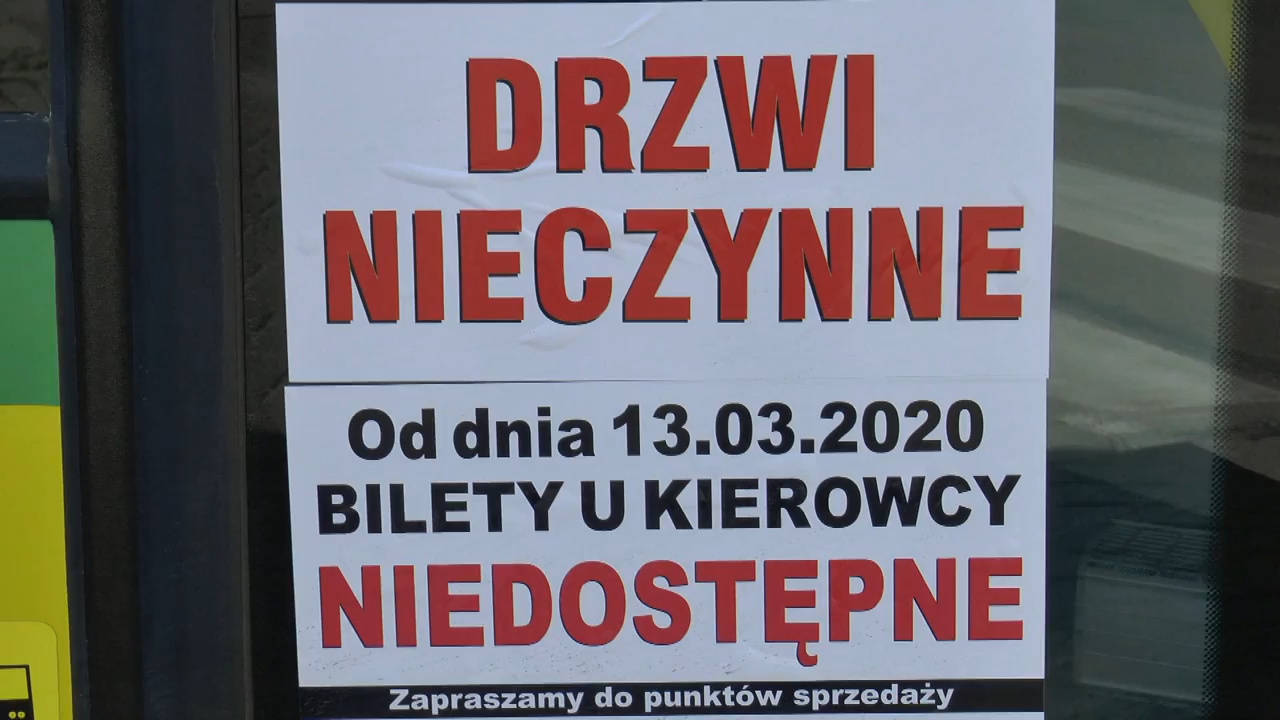 DRZWI
NIECZYNNE
Od dnia 13.03.2020
BILETY U KIEROWCY
NIEDOSTĘPNE
Zapraszamy do punktów sprzedaży